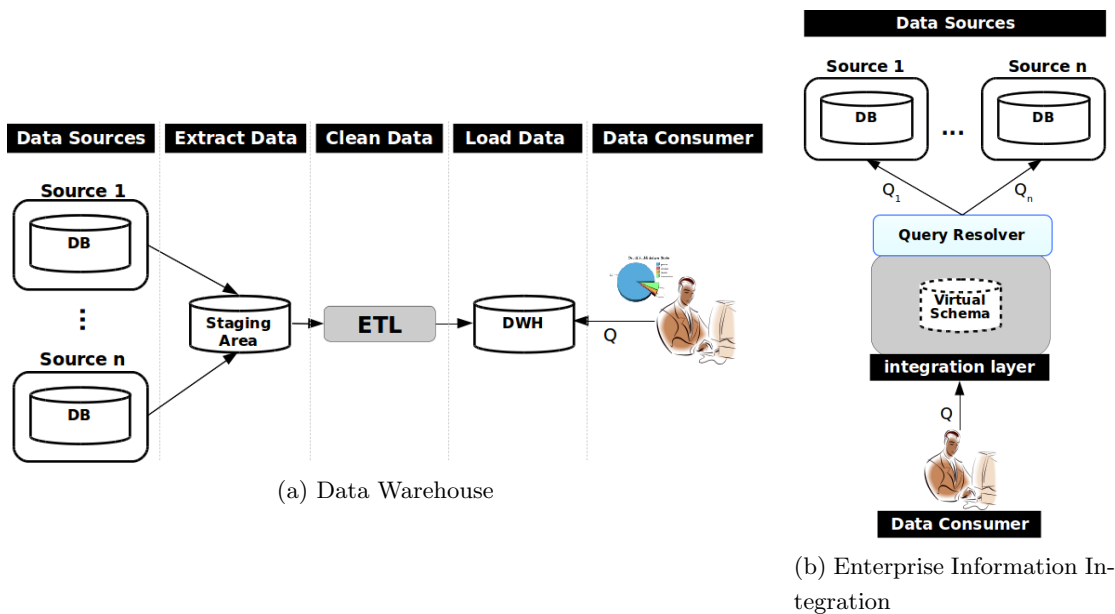 Data Sources
Extract Data
Clean Data
Load Data
Data Consumer
Source 1
DB
...
Source n
DB
Staging
Area
ETL
DWH
Q
(a) Data Warehouse
Data Sources
Source 1
Source n
DB
...
DB
Q1
Qn
Query Resolver
Virtual
Schema
integration layer
Q
Data Consumer
(b) Enterprise Information In-
tegration